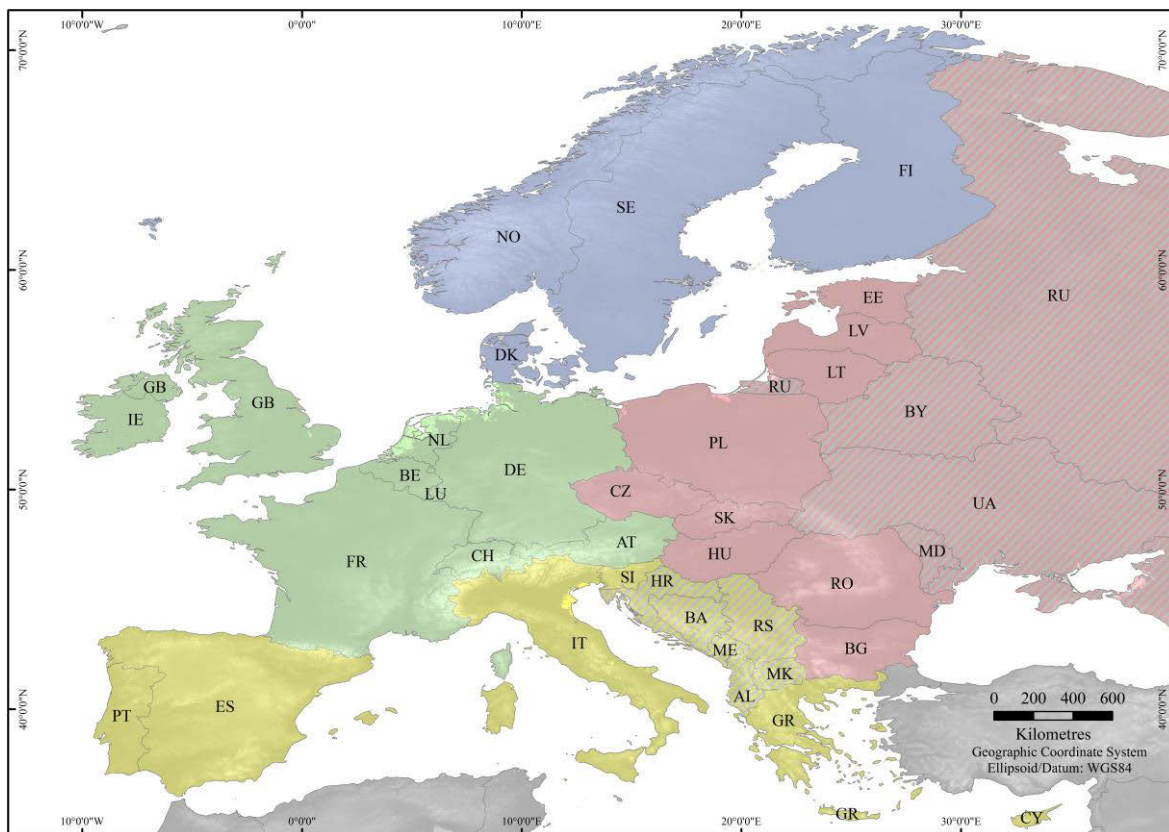 10°0'0"W 0°0'0" 10°0'0"E 20°0'0"E 30°0'0"E
70°0'0"N
70°0'0"N
FI
SE
NO
60°0'0"N
60°0'0"N
EE
RU
LV
DK
LT
RU
GB
GB
IE
BY
NL
PL
DE
BE
LU
CZ
50°0'0"N
50°0'0"N
UA
SK
AT
HU
MD
CH
FR
RO
SI
HR
BA
RS
IT
ME
BG
MK
AL
ES
PT
GR
40°0'0"N
40°0'0"N
0 200 400 600
Kilometres
Geographic Coordinate System
Ellipsoid/Datum: WGS84
GR
CY
10°0'0"W 0°0'0" 10°0'0"E 20°0'0"E 30°0'0"E